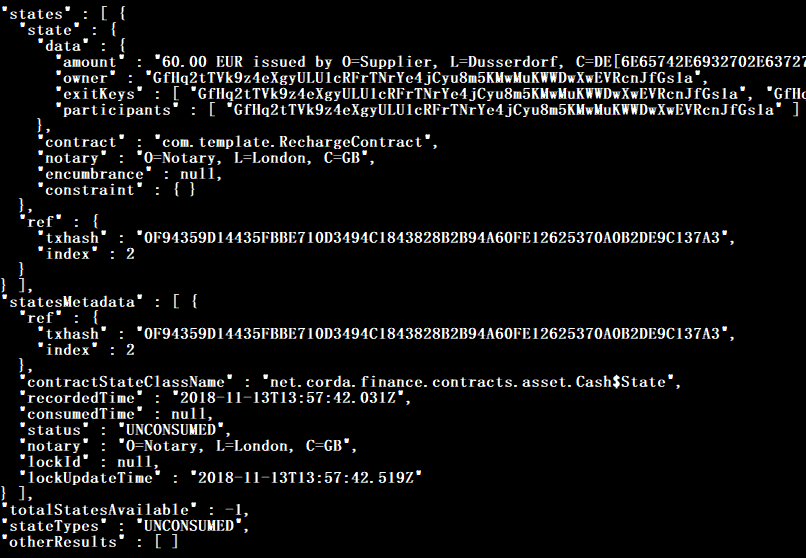 "states" : [ {
"state" : {
"data" : {
"amount" : "60.00 EUR issued by O=Supplier, L=Dusserdorf, C=DE[6E65742E6932702E63727
"owner" : "GfHq2tTVk9z4eXgyULU1cRFrTNrYe4jCyu8m5KMwMuKWWDwXwEVRcnJfGs1a",
"exitKeys" : [ "GfHq2tTVk9z4eXgyULU1cRFrTNrYe4jCyu8m5KMwMuKWWDwXwEVRcnJfGs1a", "GfHq
"participants" : [ "GfHq2tTVk9z4eXgyULU1cRFrTNrYe4jCyu8m5KMwMuKWWDwXwEVRcnJfGs1a" ]
},
"contract" : "com.template.RechargeContract",
"notary" : "O=Notary, L=London, C=GB",
"encumbrance" : null,
"constraint" : { }
},
"ref" : {
"txhash" : "0F94359D14435FBBE710D3494C1843828B2B94A60FE12625370A0B2DE9C137A3",
"index" : 2
}
} ],
"statesMetadata" : [ {
"ref" : {
"txhash" : "0F94359D14435FBBE710D3494C1843828B2B94A60FE12625370A0B2DE9C137A3",
"index" : 2
},
"contractStateClassName" : "net.corda.finance.contracts.asset.Cash$State",
"recordedTime" : "2018-11-13T13:57:42.031Z",
"consumedTime" : null,
"status" : "UNCONSUMED",
"notary" : "O=Notary, L=London, C=GB",
"lockId" : null,
"lockUpdateTime" : "2018-11-13T13:57:42.519Z"
} ],
"totalStatesAvailable" : -1,
"stateTypes" : "UNCONSUMED",
"otherResults" : [ ]